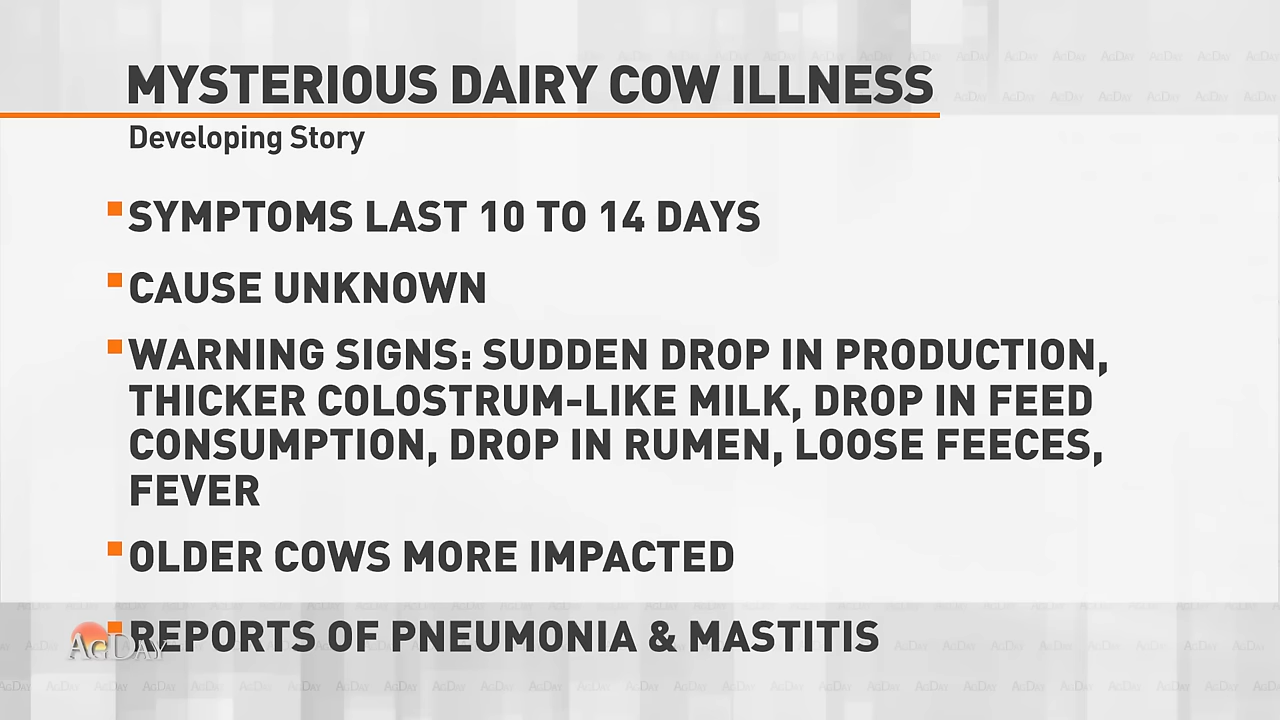 MYSTERIOUS DAIRY COW ILLNESS
Developing Story
SYMPTOMS LAST 10 TO 14 DAYS
CAUSE UNKNOWN
WARNING SIGNS: SUDDEN DROP IN PRODUCTION,
THICKER COLOSTRUM-LIKE MILK, DROP IN FEED
CONSUMPTION, DROP IN RUMEN, LOOSE FEECES,
FEVER
OLDER COWS MORE IMPACTED
REPORTS OF PNEUMONIA & MASTITIS
AGDAY